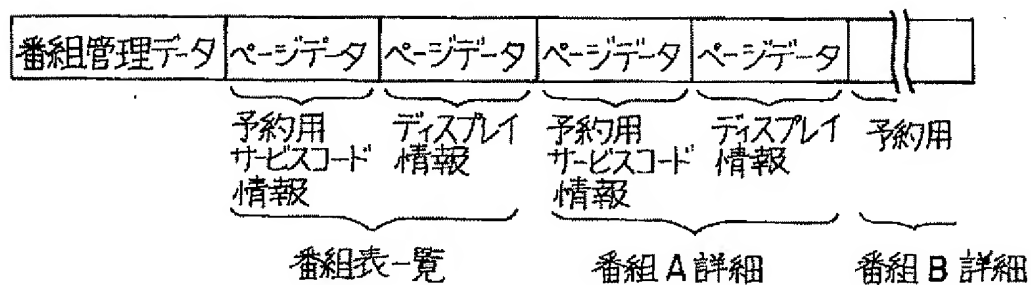 番組管理データ ページデータ ページデータ ページデータ ページデータ
予約用 ディスプレイ 予約用 ディスプレイ 予約用
サービスコード 情報 サービスコード 情報
情報 情報
番組表一覧 番組A詳細 番組B詳細